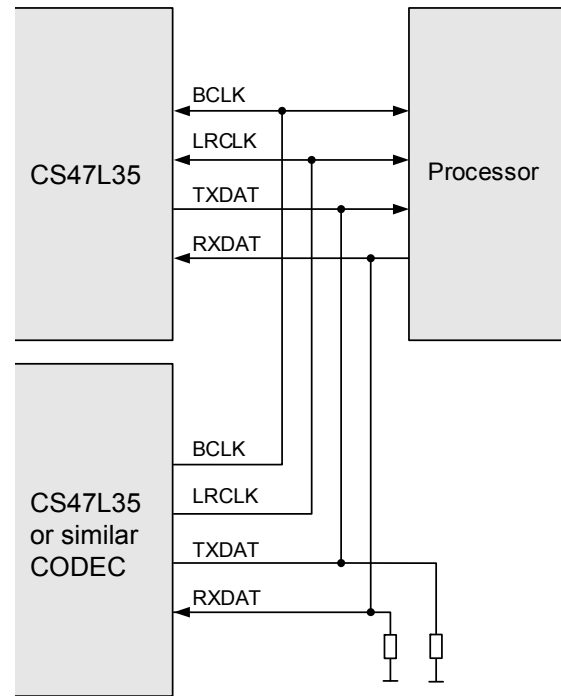 BCLK
LRCLK
CS47L35
Processor
TXDAT
RXDAT
BCLK
LRCLK
CS47L35
or similar
CODEC
TXDAT
RXDAT